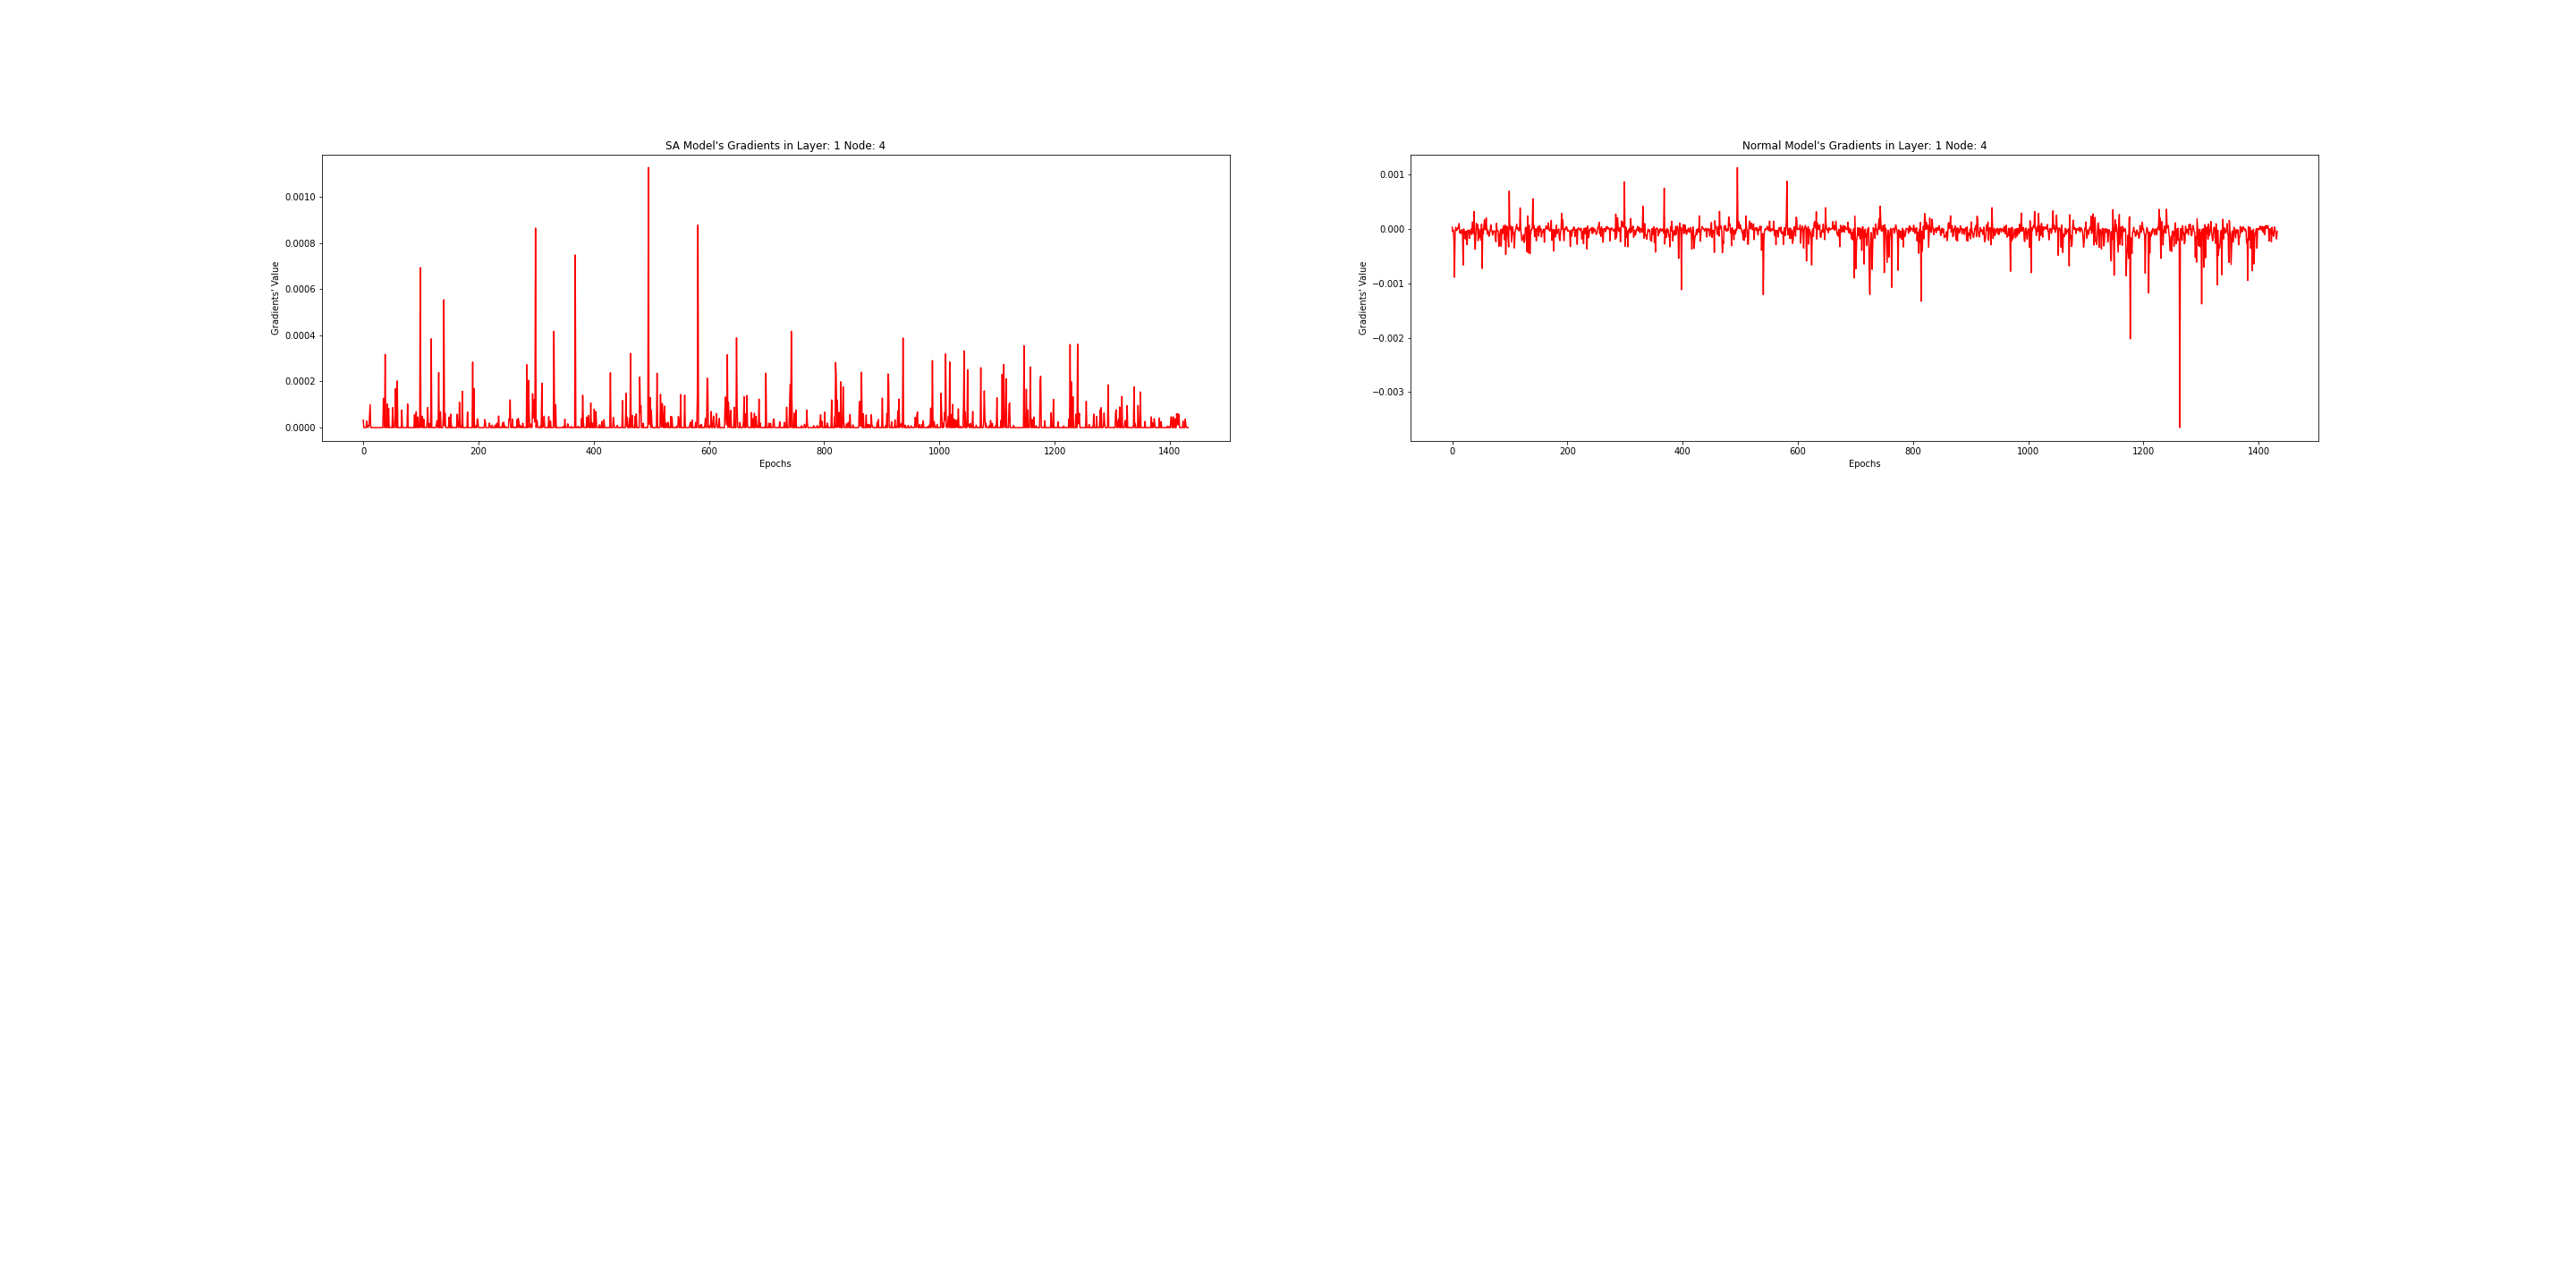 SA Model's Gradients in Layer: 1 Node: 4
Gradients' Value
0.0010
0.0008
0.0006
0.0004
0.0002
0.0000
0 200 400 600 800 1000 1200 1400
Epochs
Normal Model's Gradients in Layer: 1 Node: 4
Gradients' Value
0.001
0.000
−0.001
−0.002
−0.003
0 200 400 600 800 1000 1200 1400
Epochs